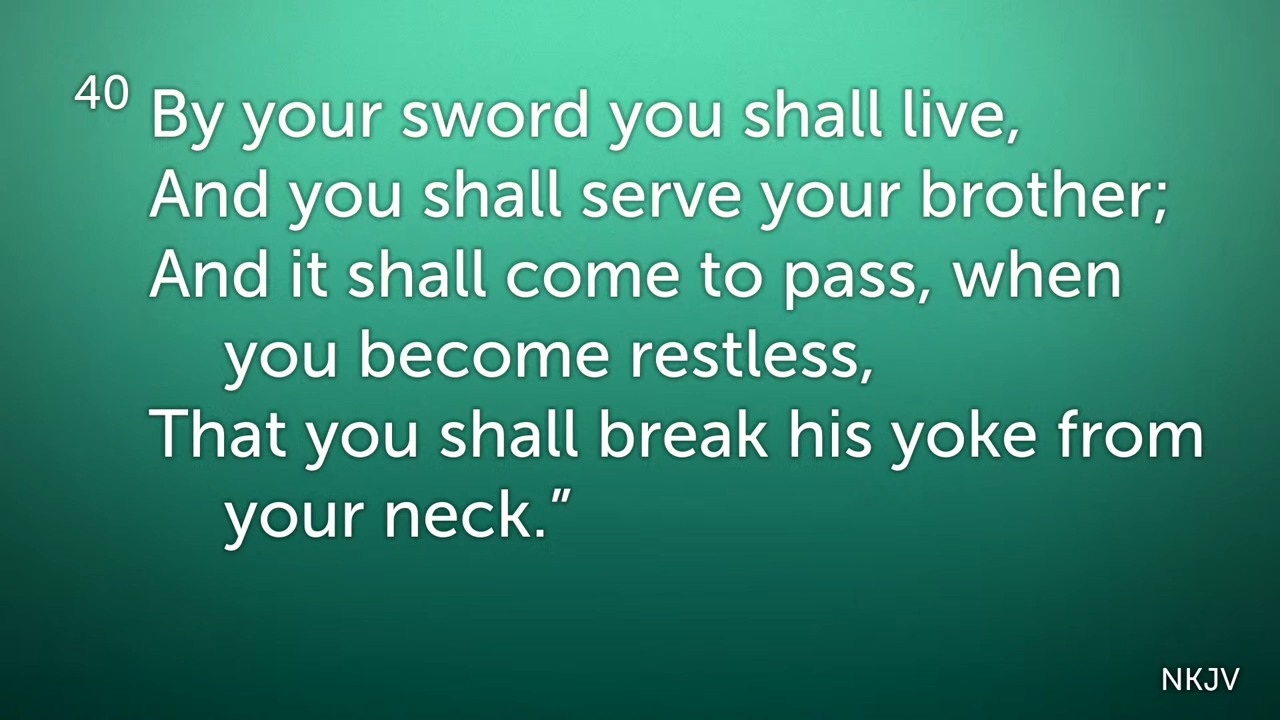 40 By your sword you shall live,
And you shall serve your brother;
And it shall come to pass, when
you become restless,
That you shall break his yoke from
your neck.”
NKJV